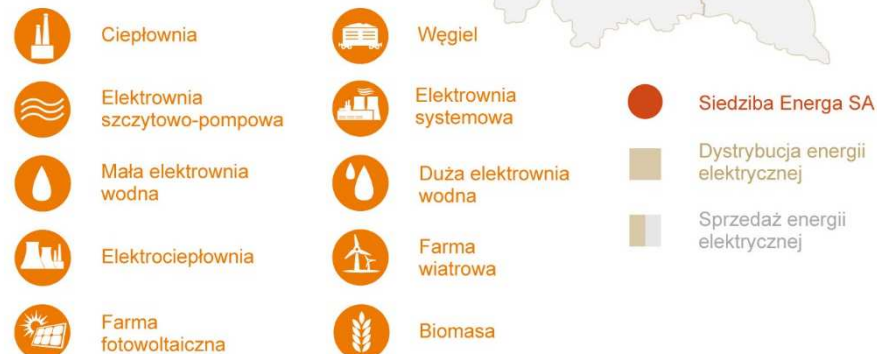 Ciepłownia
Elektrownia
szczytowo-pompowa
Mała elektrownia
wodna
Elektrociepłownia
Farma
fotowoltaiczna
Węgiel
Elektrownia
systemowa
Duża elektrownia
wodna
Farma
wiatrowa
Biomasa
Siedziba Energa SA
Dystrybucja energii
elektrycznej
Sprzedaż energii
elektrycznej